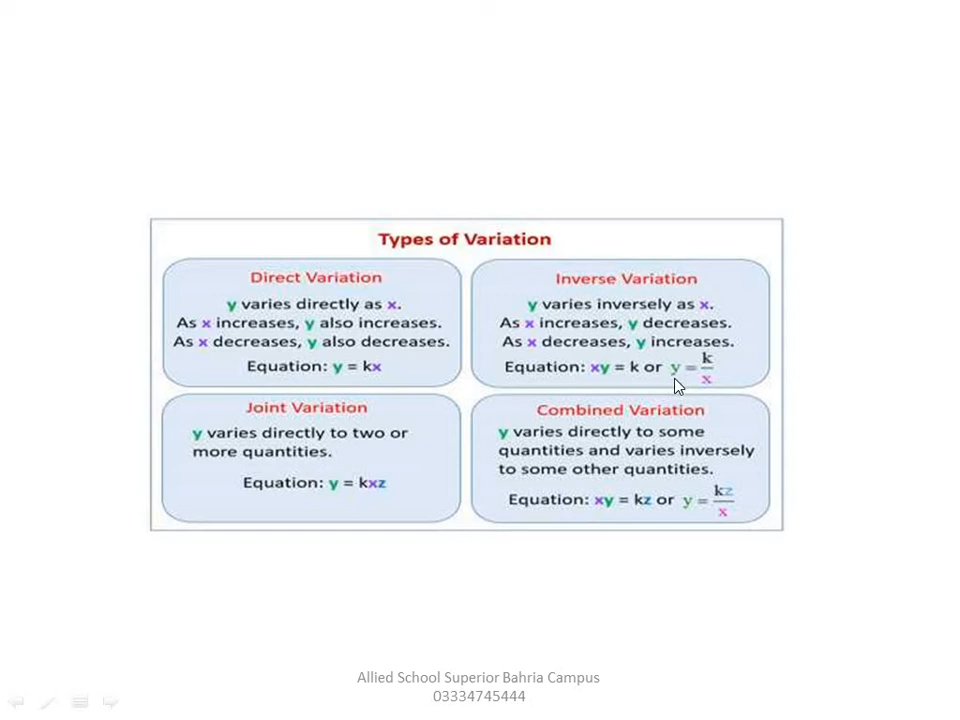 Types of Variation
Direct Variation
y varies directly as x.
As x increases, y also increases.
As x decreases, y also decreases.
Equation: y = kx
Inverse Variation
y varies inversely as x.
As x increases, y decreases.
As x decreases, y increases.
Equation: xy = k or y = k/x
Joint Variation
y varies directly to two or
more quantities.
Equation: y = kxz
Combined Variation
y varies directly to some
quantities and varies inversely
to some other quantities.
Equation: xy = kz or y = kz/x
Allied School Superior Bahria Campus
03334745444